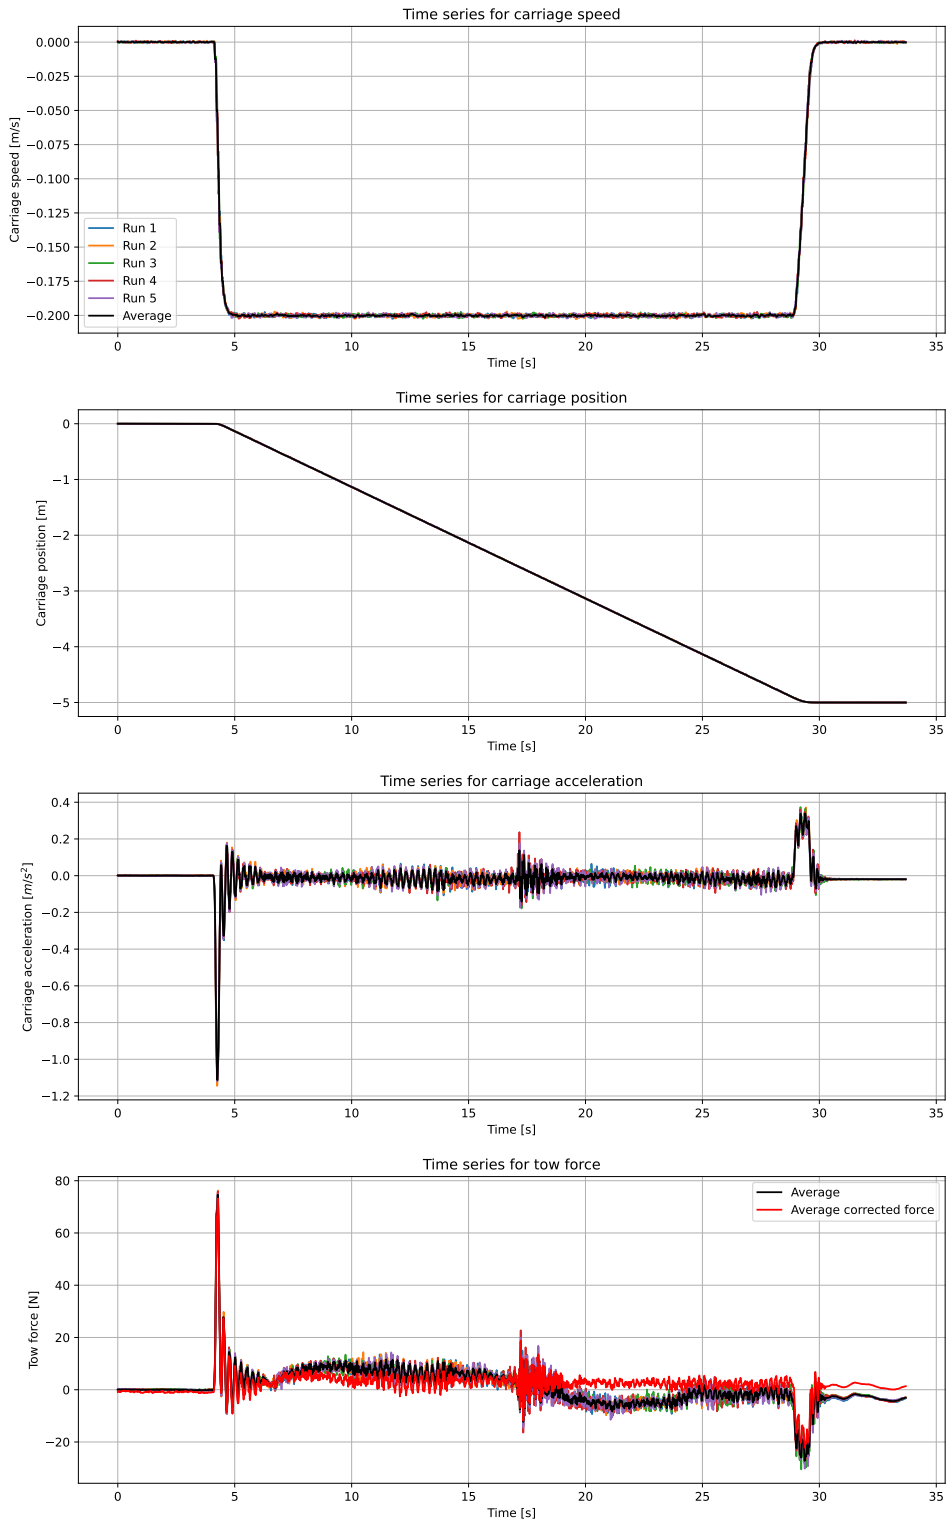 Time series for carriage speed
Carriage speed [m/s]
0.000
−0.025
−0.050
−0.075
−0.100
−0.125
−0.150
−0.175
−0.200
Run 1
Run 2
Run 3
Run 4
Run 5
Average
0 5 10 15 20 25 30 35
Time [s]
Time series for carriage position
Carriage position [m]
0
−1
−2
−3
−4
−5
0 5 10 15 20 25 30 35
Time [s]
Time series for carriage acceleration
Carriage acceleration [m/s²]
0.4
0.2
0.0
−0.2
−0.4
−0.6
−0.8
−1.0
−1.2
0 5 10 15 20 25 30 35
Time [s]
Time series for tow force
Tow force [N]
80
60
40
20
0
−20
Average
Average corrected force
0 5 10 15 20 25 30 35
Time [s]